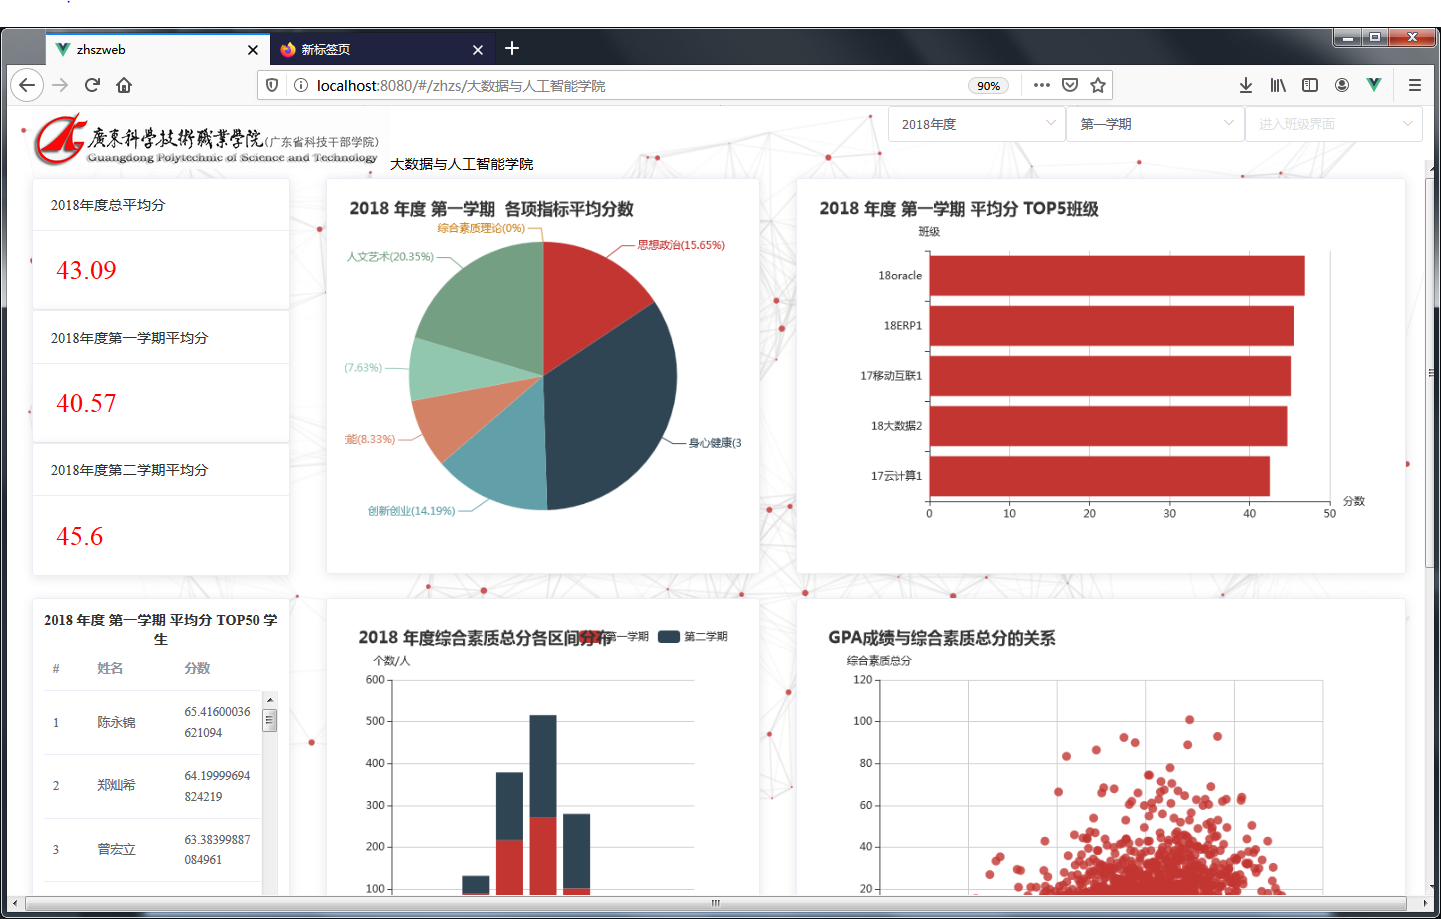 zhszweb
新标签页
localhost:8080/#/zhzs/大数据与人工智能学院
90%
廣東科学技術職業学院(广东省科技干部学院)
Guangdong Polytechnic of Science and Technology
大数据与人工智能学院
2018年度
第一学期
进入班级界面
2018年度总平均分
43.09
2018年度第一学期平均分
40.57
2018年度第二学期平均分
45.6
2018 年度 第一学期 各项指标平均分数
综合素质理论(0%)
思想政治(15.65%)
人文艺术(20.35%)
(7.63%)
能(8.33%)
身心健康(3
创新创业(14.19%)
2018 年度 第一学期 平均分 TOP5班级
班级
18oracle
18ERP1
17移动互联1
18大数据2
17云计算1
分数
0 10 20 30 40 50
2018 年度 第一学期 平均分 TOP50 学
生
# 姓名 分数
1 陈永锦 65.41600036
621094
2 郑灿希 64.19999694
824219
3 曾宏立 63.38399887
084961
2018 年度综合素质总分各区间分布
第一学期 第二学期
个数/人
600
500
400
300
200
100
GPA成绩与综合素质总分的关系
综合素质总分
120
100
80
60
40
20